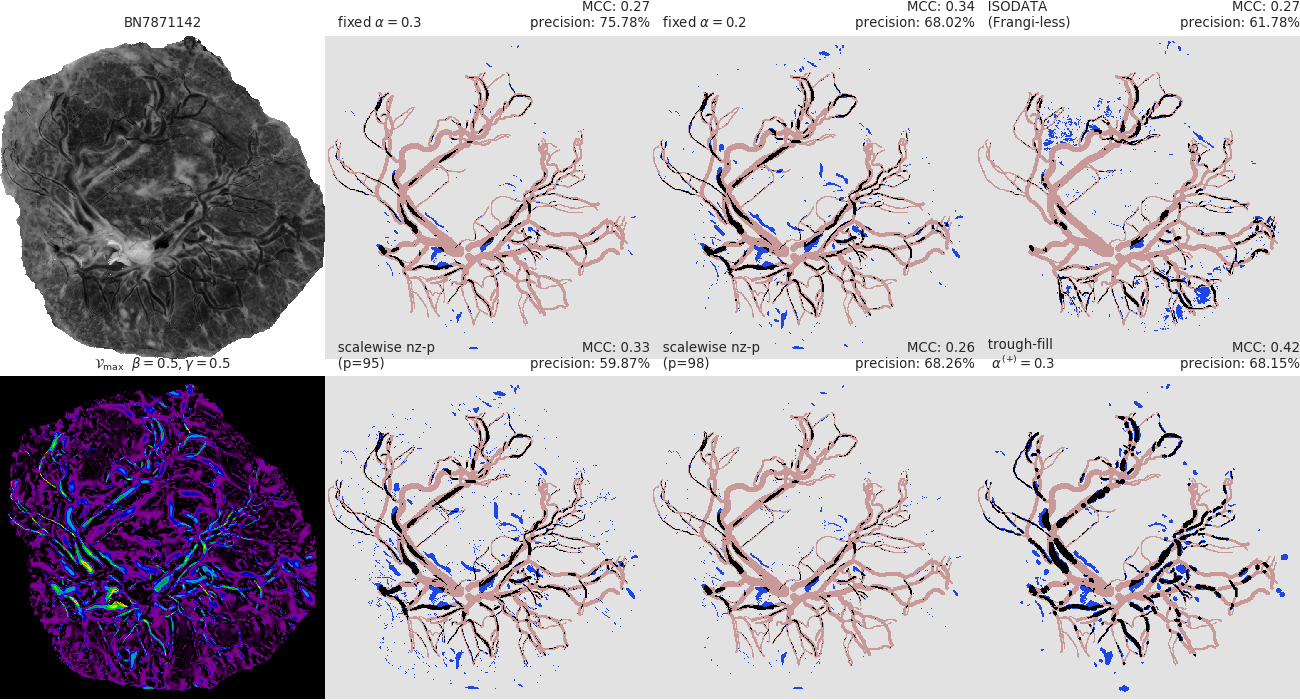 BN7871142
fixed α = 0.3
MCC: 0.27
precision: 75.78%
fixed α = 0.2
MCC: 0.34
precision: 68.02%
ISODATA
(Frangi-less)
MCC: 0.27
precision: 61.78%
𝒱max β = 0.5, γ = 0.5
scalewise nz-p
(p=95)
MCC: 0.33
precision: 59.87%
scalewise nz-p
(p=98)
MCC: 0.26
precision: 68.26%
trough-fill
α(+) = 0.3
MCC: 0.42
precision: 68.15%